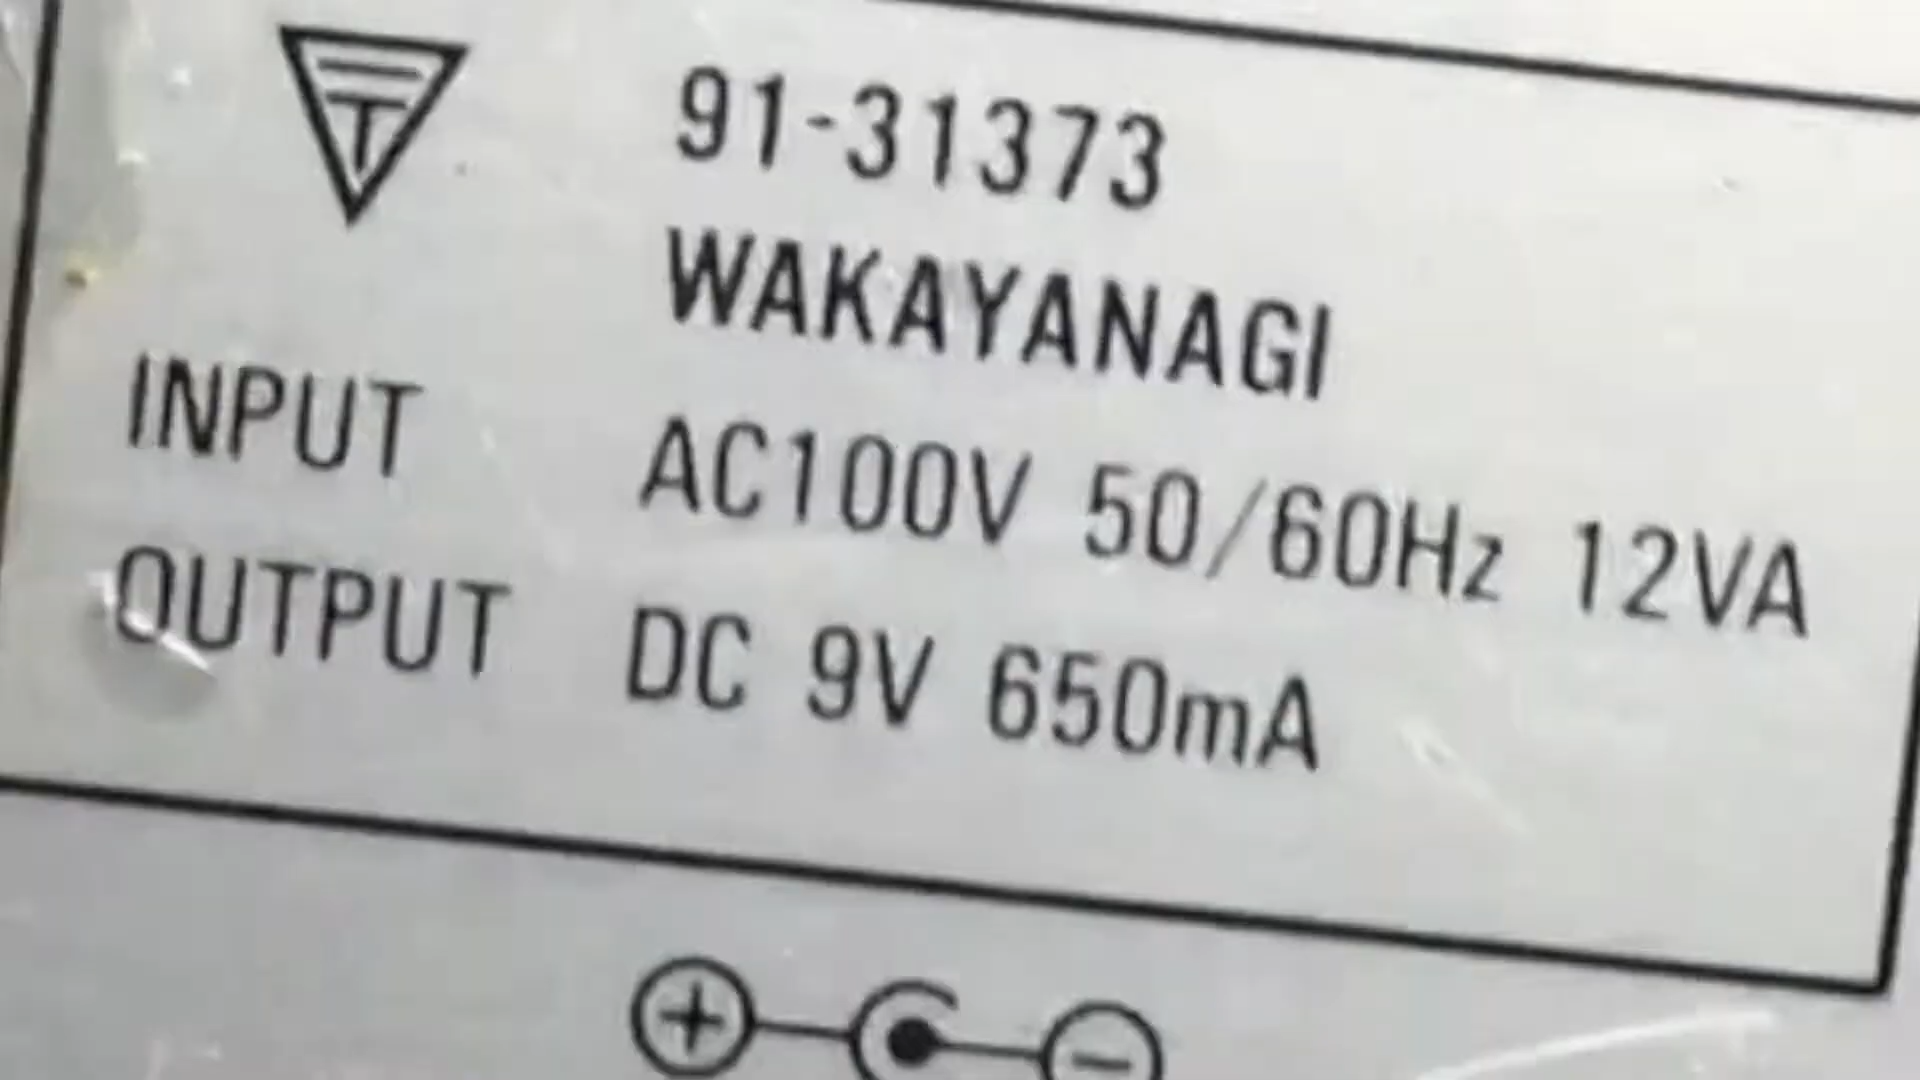 〒 91-31373
WAKAYANAGI
INPUT AC100V 50/60Hz 12VA
OUTPUT DC 9V 650mA